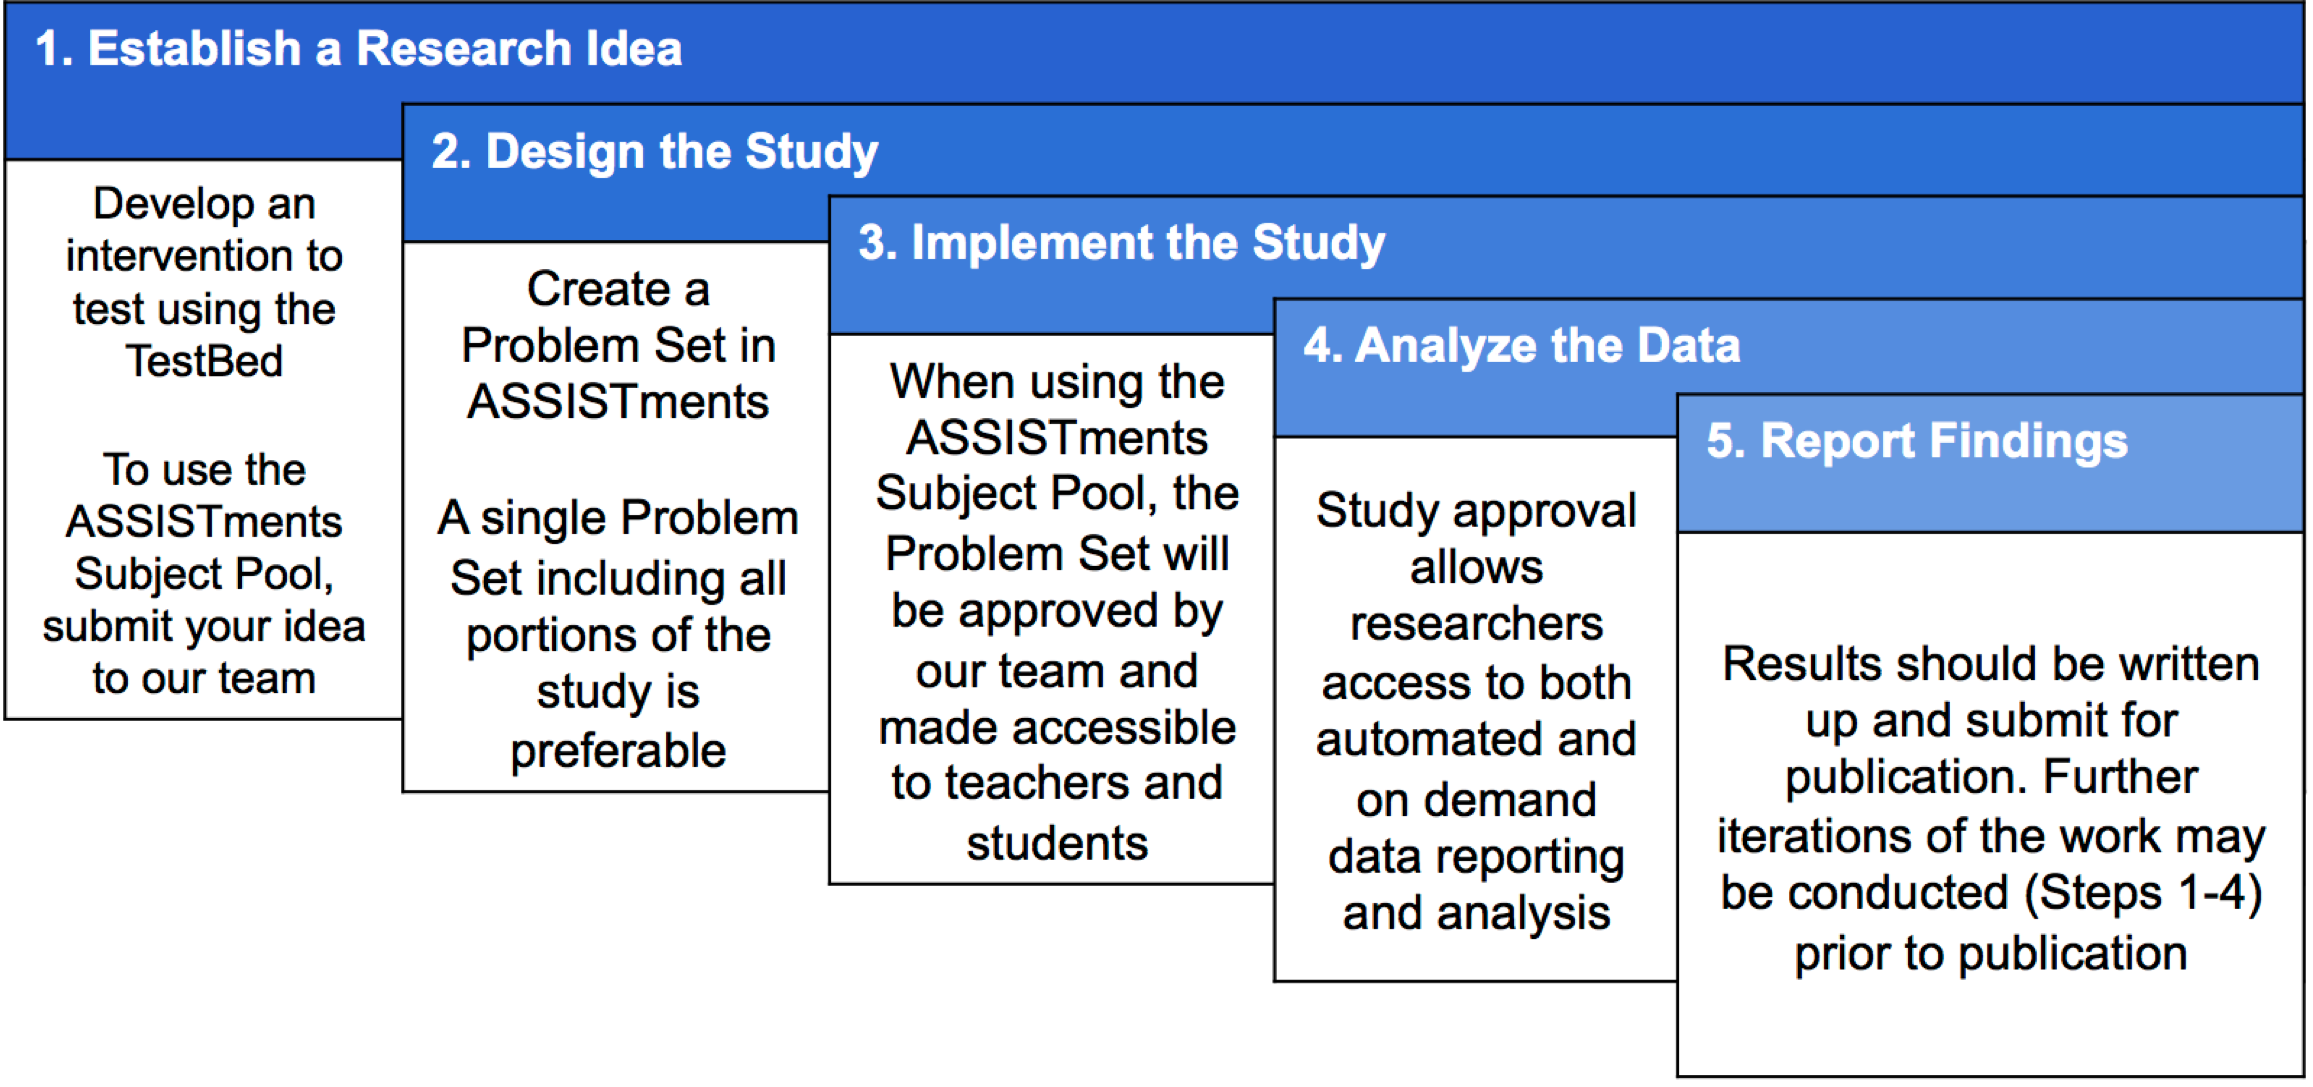 1. Establish a Research Idea
Develop an
intervention to
test using the
TestBed
To use the
ASSISTments
Subject Pool,
submit your idea
to our team
2. Design the Study
Create a
Problem Set in
ASSISTments
A single Problem
Set including all
portions of the
study is
preferable
3. Implement the Study
When using the
ASSISTments
Subject Pool, the
Problem Set will
be approved by
our team and
made accessible
to teachers and
students
4. Analyze the Data
Study approval
allows
researchers
access to both
automated and
on demand
data reporting
and analysis
5. Report Findings
Results should be written
up and submit for
publication. Further
iterations of the work may
be conducted (Steps 1-4)
prior to publication